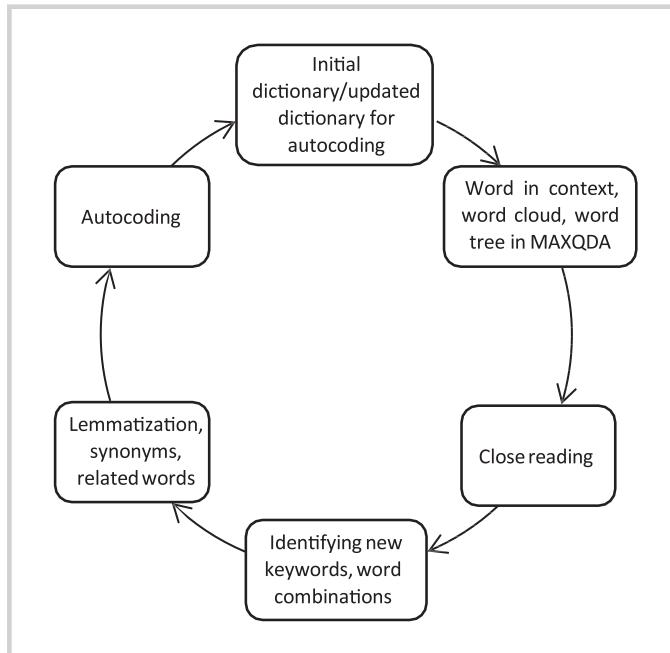 Initial
dictionary/updated
dictionary for
autocoding
Word in context,
word cloud, word
tree in MAXQDA
Close reading
Identifying new
keywords, word
combinations
Lemmatization,
synonyms,
related words
Autocoding